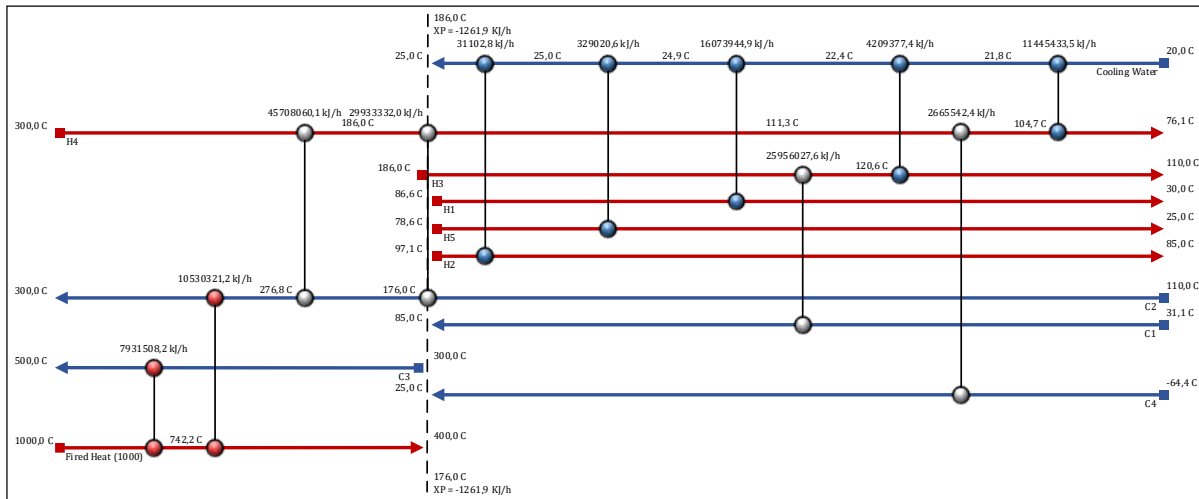 186,0 C
XP = -1261,9 KJ/h
31102,8 kJ/h
329020,6 kJ/h
16073944,9 kJ/h
4209377,4 kJ/h
11445433,5 kJ/h
25,0 C
25,0 C
24,9 C
22,4 C
21,8 C
20,0 C
Cooling Water
45708060,1 kJ/h
29933332,0 kJ/h
2665542,4 kJ/h
300,0 C
186,0 C
111,3 C
104,7 C
76,1 C
H4
25956027,6 kJ/h
186,0 C
120,6 C
110,0 C
H3
86,6 C
30,0 C
H1
78,6 C
25,0 C
H5
97,1 C
85,0 C
H2
10530321,2 kJ/h
300,0 C
276,8 C
176,0 C
110,0 C
C2
85,0 C
31,1 C
C1
7931508,2 kJ/h
500,0 C
300,0 C
C3
25,0 C
-64,4 C
C4
1000,0 C
742,2 C
400,0 C
Fired Heat (1000)
176,0 C
XP = -1261,9 KJ/h